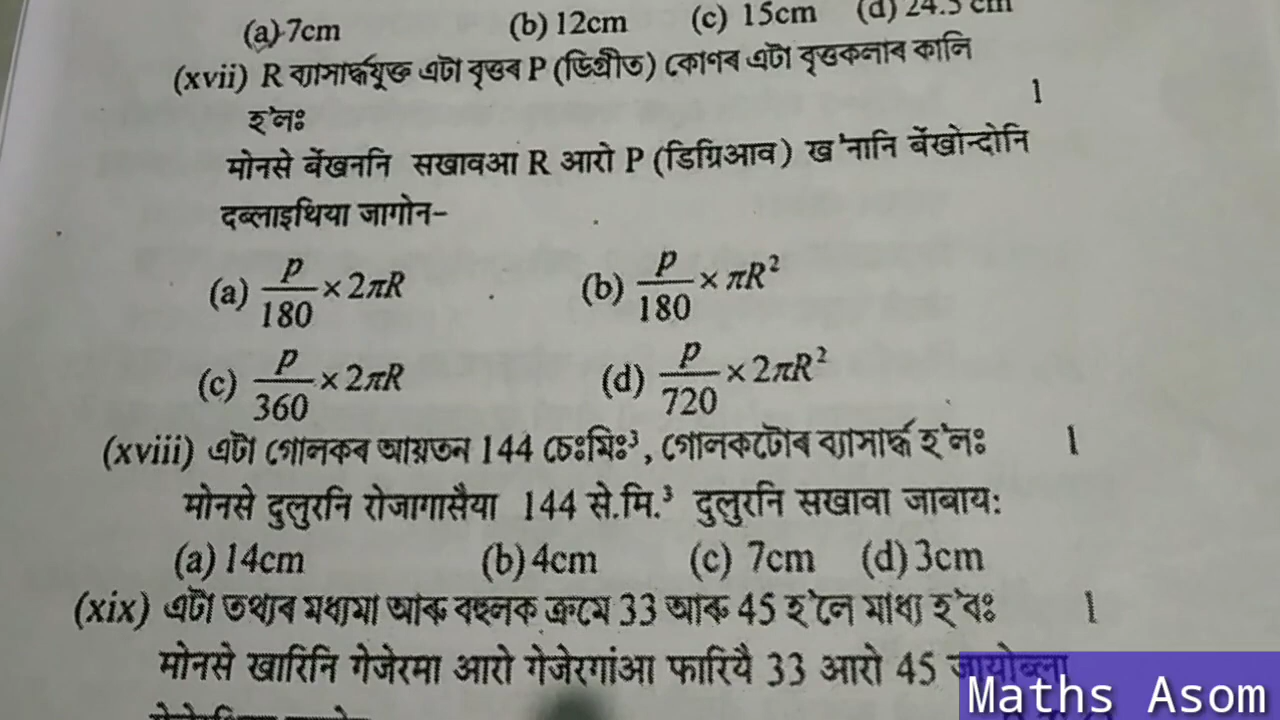 (a) 7cm (b) 12cm (c) 15cm (d) 24.5 cm
(xvii) R ব্যাসাৰ্দ্ধযুক্ত এটা বৃত্তৰ P (ডিগ্ৰীত) কোণৰ এটা বৃত্তকলাৰ কালি
হ'লঃ 1
मोनसे बेंखननि सखावआ R आरो P (डिग्रिआव) ख'नानि बेंखोन्दोनि
दब्लाइथिया जागोन–
(a) p/180 × 2πR (b) p/180 × πR²
(c) p/360 × 2πR (d) p/720 × 2πR²
(xviii) এটা গোলকৰ আয়তন 144 চেঃমিঃ³, গোলকটোৰ ব্যাসাৰ্দ্ধ হ'লঃ 1
मोनसे दुलुरनि रोजागासैया 144 से.मि.³ दुलुरनि सखावा जाबाय:
(a) 14cm (b) 4cm (c) 7cm (d) 3cm
(xix) এটা তথ্যৰ মধ্যমা আৰু বহুলক ক্ৰমে 33 আৰু 45 হ'লে মাধ্য হ'বঃ 1
मोनसे खारिनि गेजेरमा आरो गेजेरगांआ फारियै 33 आरो 45 जायोब्ला
Maths Asom